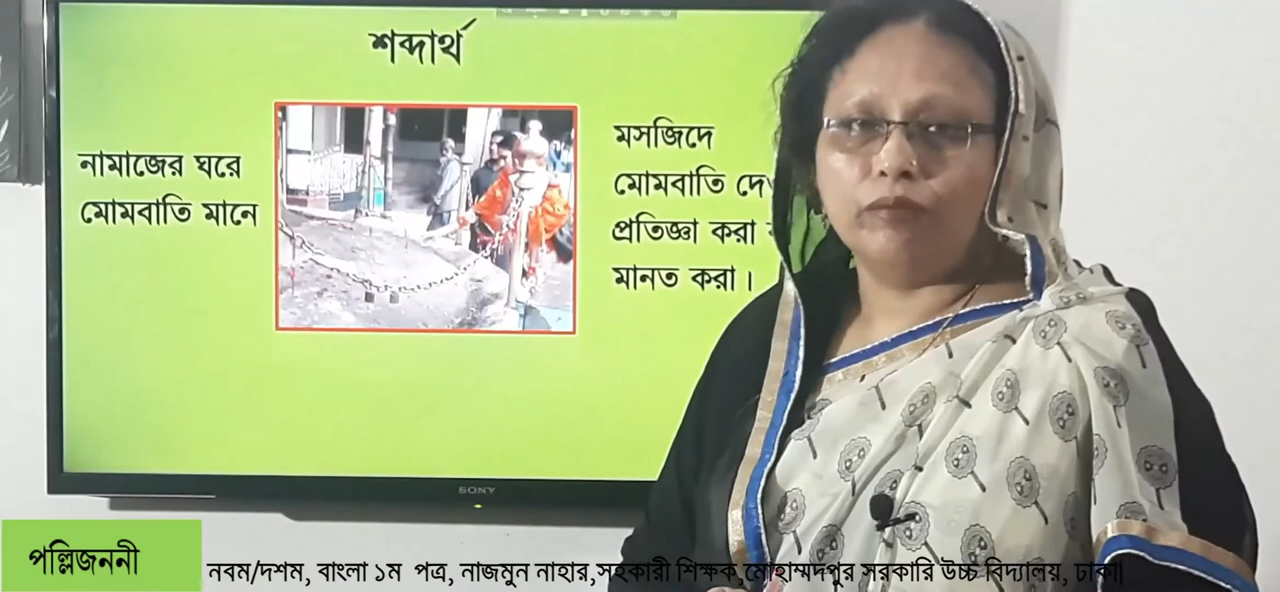 শব্দার্থ
নামাজের ঘরে
মোমবাতি মানে
মসজিদে
মোমবাতি
প্রতিজ্ঞা করা
মানত করা।
SONY
পল্লিজননী
নবম/দশম, বাংলা ১ম পত্র, নাজমুন নাহার,সহকারী শিক্ষক,মোহাম্মদপুর সরকারি উচ্চ বিদ্যালয়, ঢাকা।